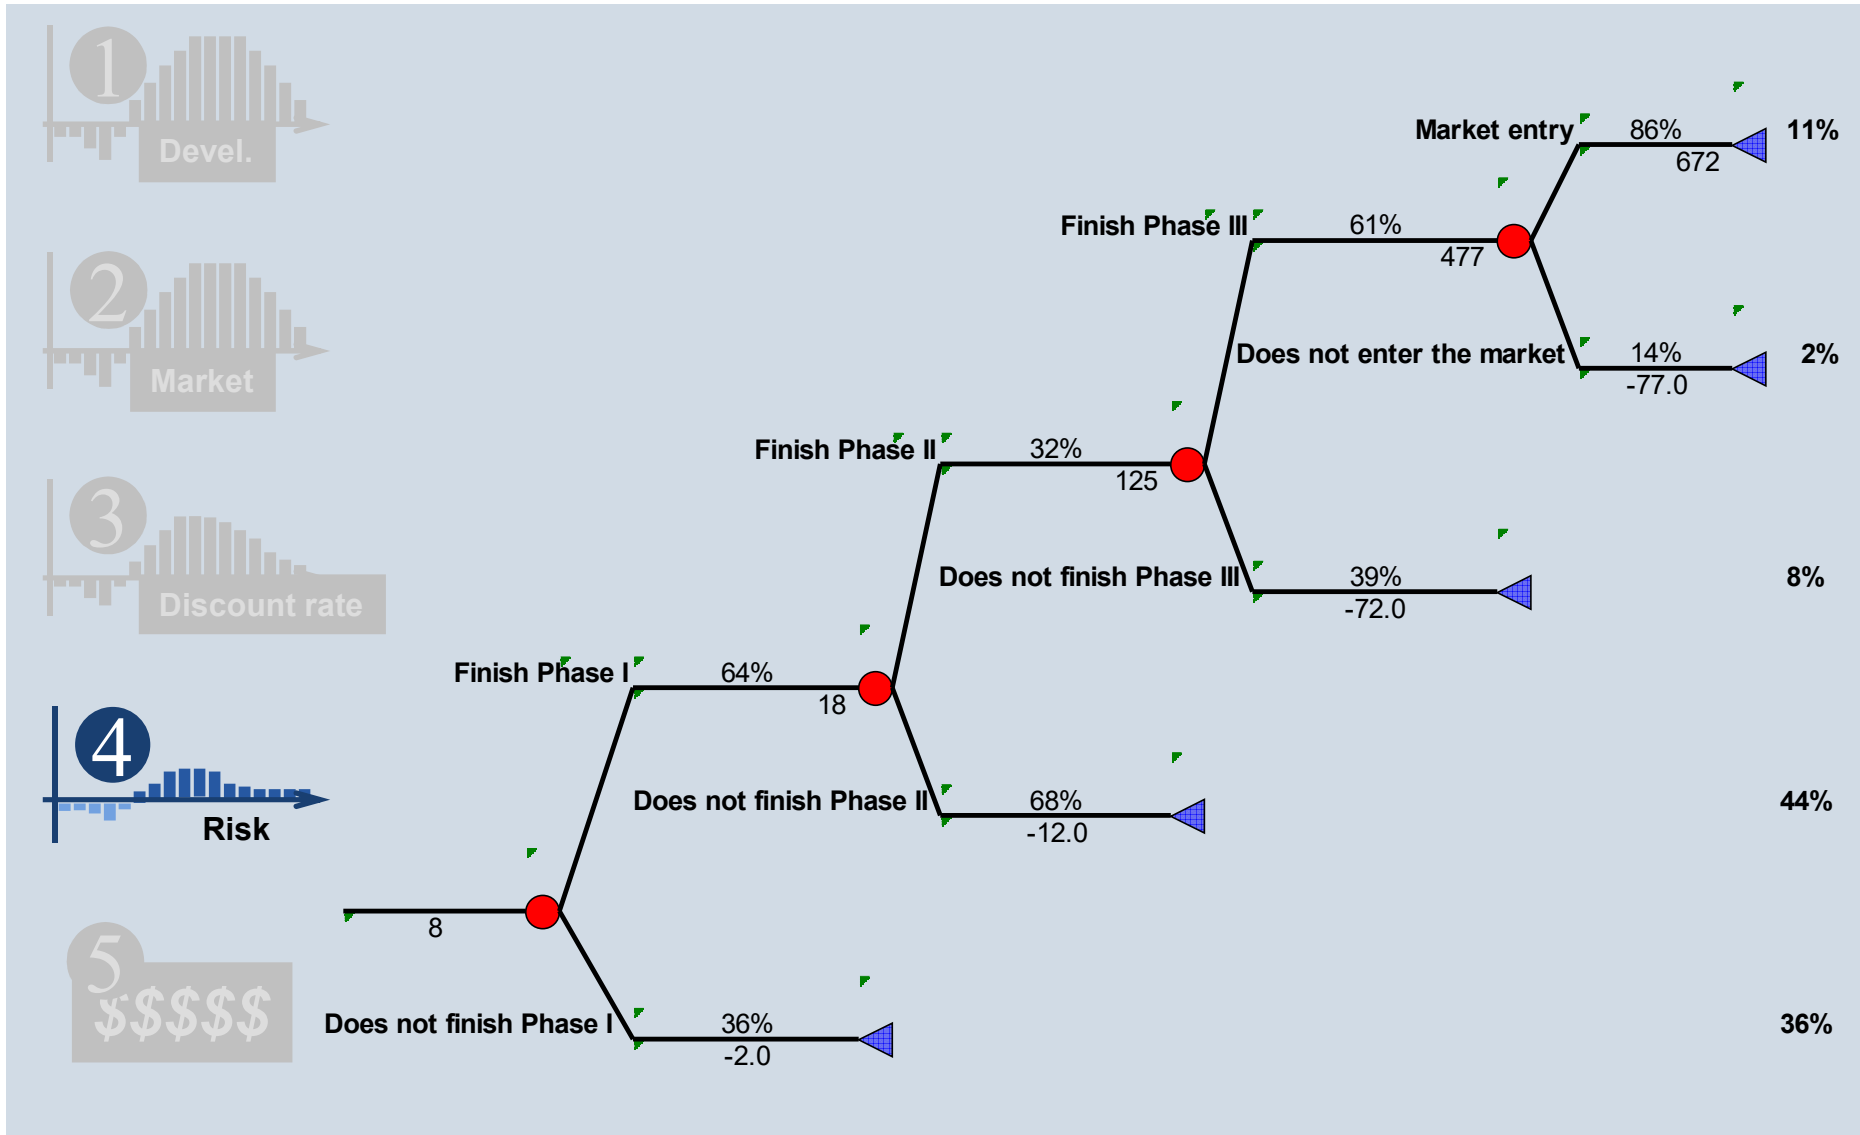 1
Devel.
2
Market
3
Discount rate
4
Risk
5
$$$$$
Market entry
86%
672
11%
Finish Phase III
61%
477
Does not enter the market
14%
-77.0
2%
Finish Phase II
32%
125
Does not finish Phase III
39%
-72.0
8%
Finish Phase I
64%
18
Does not finish Phase II
68%
-12.0
44%
8
Does not finish Phase I
36%
-2.0
36%